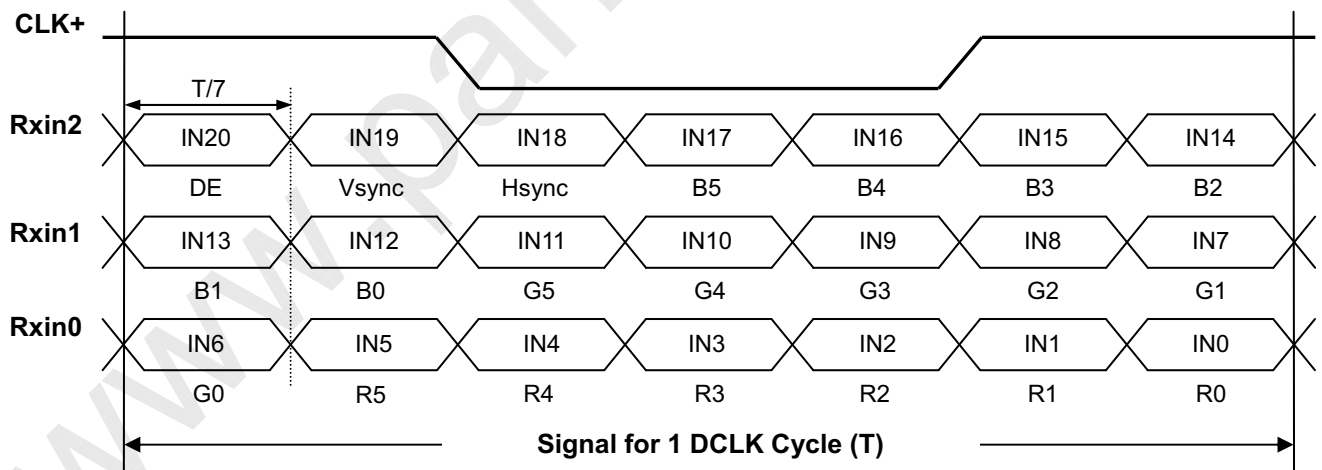 CLK+
T/7
Rxin2 IN20 IN19 IN18 IN17 IN16 IN15 IN14
DE Vsync Hsync B5 B4 B3 B2
Rxin1 IN13 IN12 IN11 IN10 IN9 IN8 IN7
B1 B0 G5 G4 G3 G2 G1
Rxin0 IN6 IN5 IN4 IN3 IN2 IN1 IN0
G0 R5 R4 R3 R2 R1 R0
Signal for 1 DCLK Cycle (T)
www.pan